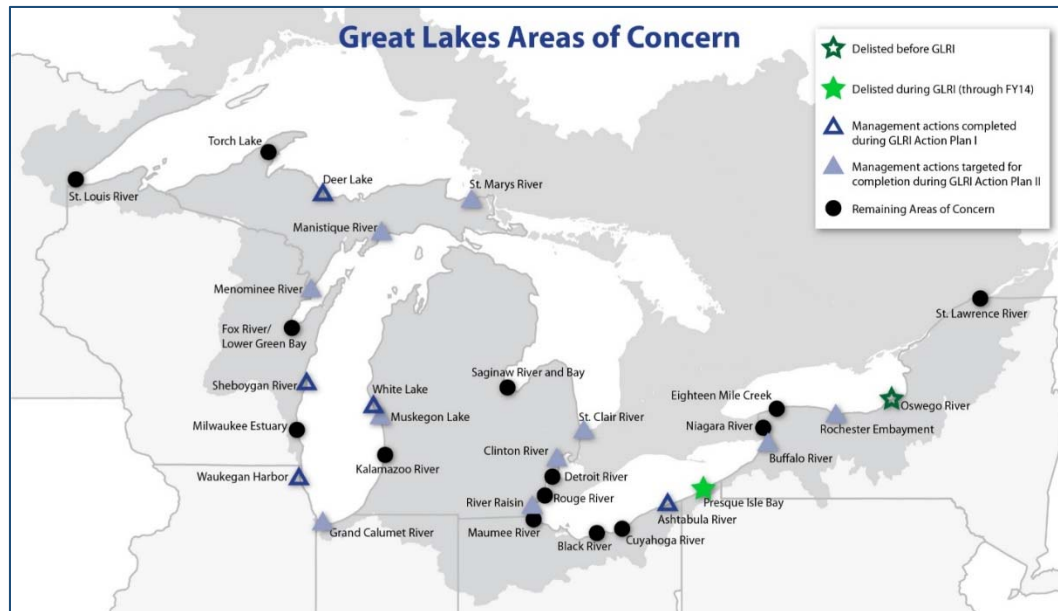 Great Lakes Areas of Concern
Delisted before GLRI
Delisted during GLRI (through FY14)
Management actions completed
during GLRI Action Plan I
Management actions targeted for
completion during GLRI Action Plan II
Remaining Areas of Concern
Torch Lake
St. Louis River
Deer Lake
St. Marys River
Manistique River
Menominee River
Fox River/
Lower Green Bay
Sheboygan River
White Lake
Muskegon Lake
Milwaukee Estuary
Kalamazoo River
Waukegan Harbor
Grand Calumet River
Saginaw River and Bay
St. Clair River
Clinton River
Detroit River
Rouge River
River Raisin
Maumee River
Black River
Cuyahoga River
Ashtabula River
Presque Isle Bay
Eighteen Mile Creek
Niagara River
Buffalo River
Rochester Embayment
Oswego River
St. Lawrence River